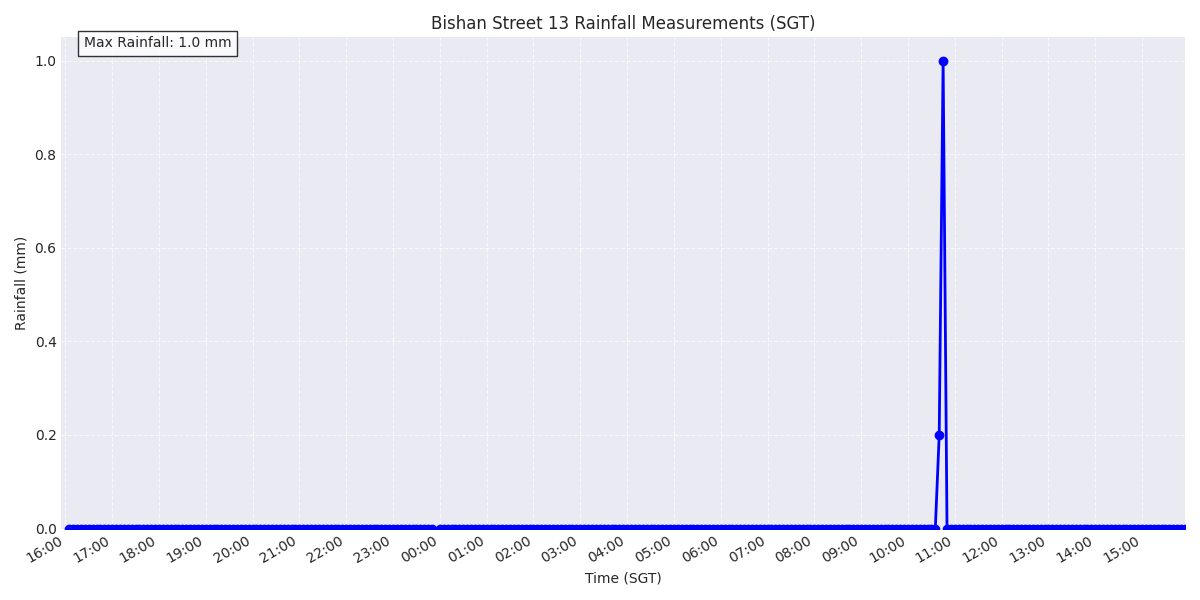 Bishan Street 13 Rainfall Measurements (SGT)
Max Rainfall: 1.0 mm
1.0
0.8
0.6
0.4
0.2
0.0
Rainfall (mm)
16:00 17:00 18:00 19:00 20:00 21:00 22:00 23:00 00:00 01:00 02:00 03:00 04:00 05:00 06:00 07:00 08:00 09:00 10:00 11:00 12:00 13:00 14:00 15:00
Time (SGT)